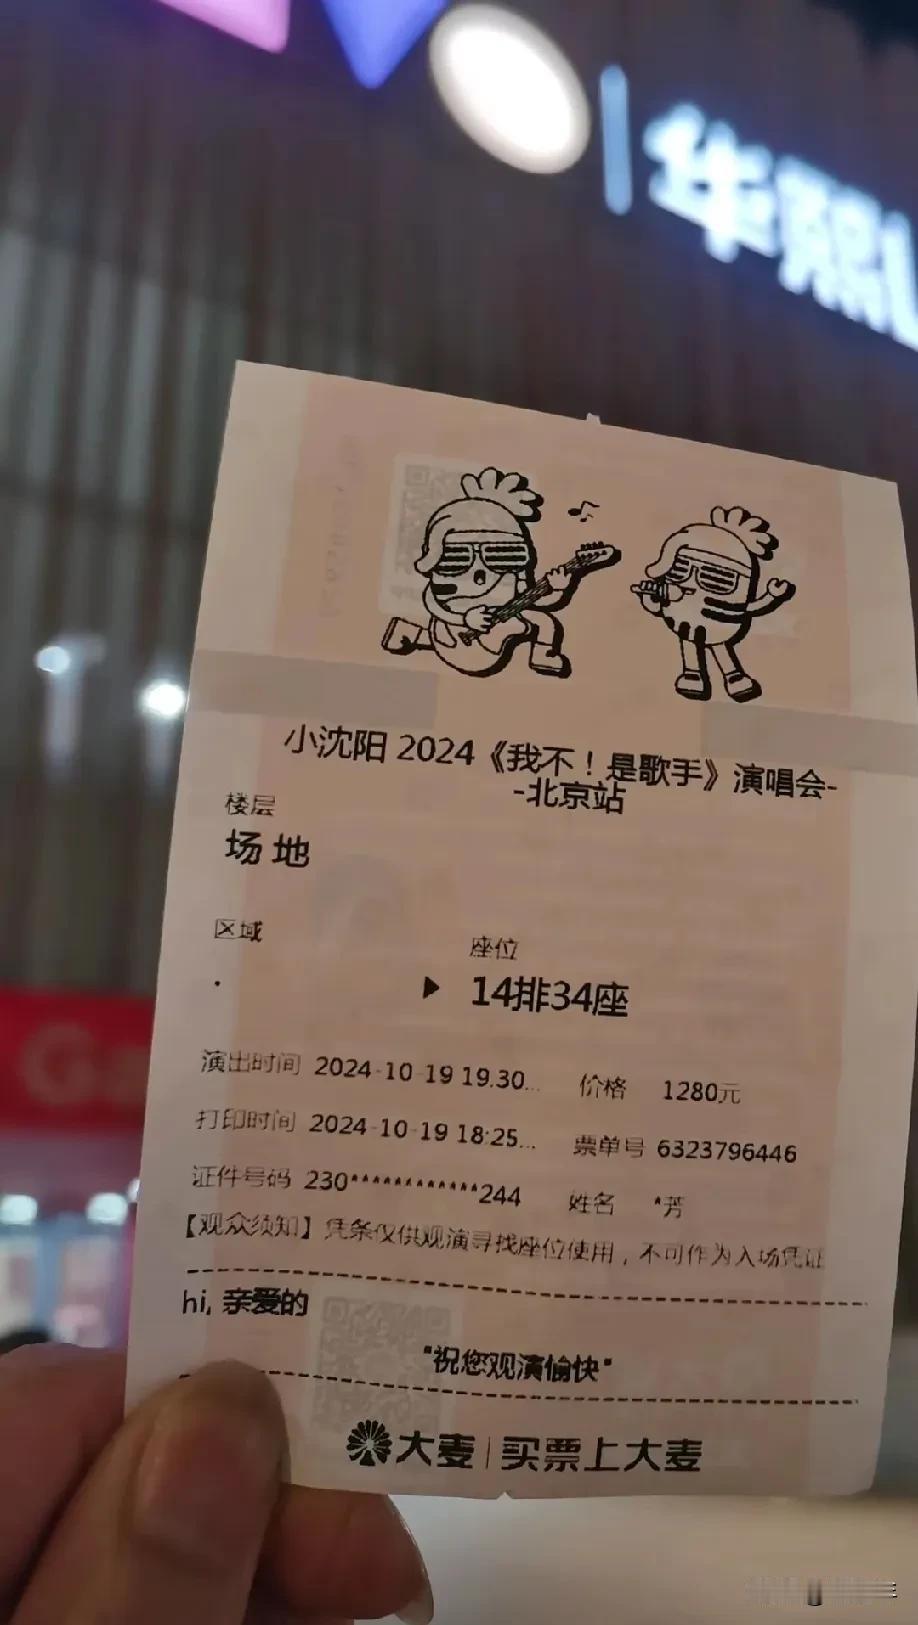 华熙L
小沈阳 2024《我不！是歌手》演唱会-
-北京站
楼层
场地
区域 座位
. ▶ 14排34座
演出时间 2024-10-19 19:30... 价格 1280元
打印时间 2024-10-19 18:25... 票单号 6323796446
证件号码 230************244 姓名 *芳
【观众须知】凭条仅供观演寻找座位使用，不可作为入场凭证
hi, 亲爱的
"祝您观演愉快"
大麦 | 买票上大麦